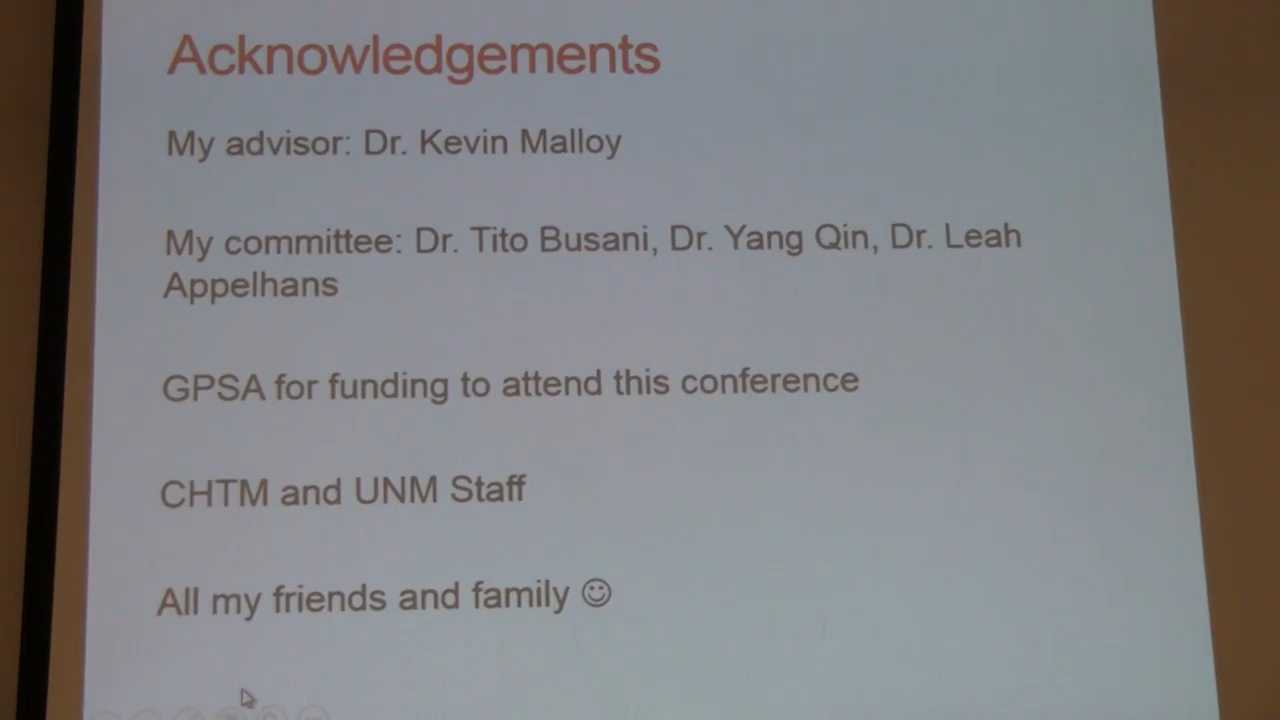 Acknowledgements
My advisor: Dr. Kevin Malloy
My committee: Dr. Tito Busani, Dr. Yang Qin, Dr. Leah
Appelhans
GPSA for funding to attend this conference
CHTM and UNM Staff
All my friends and family ☺